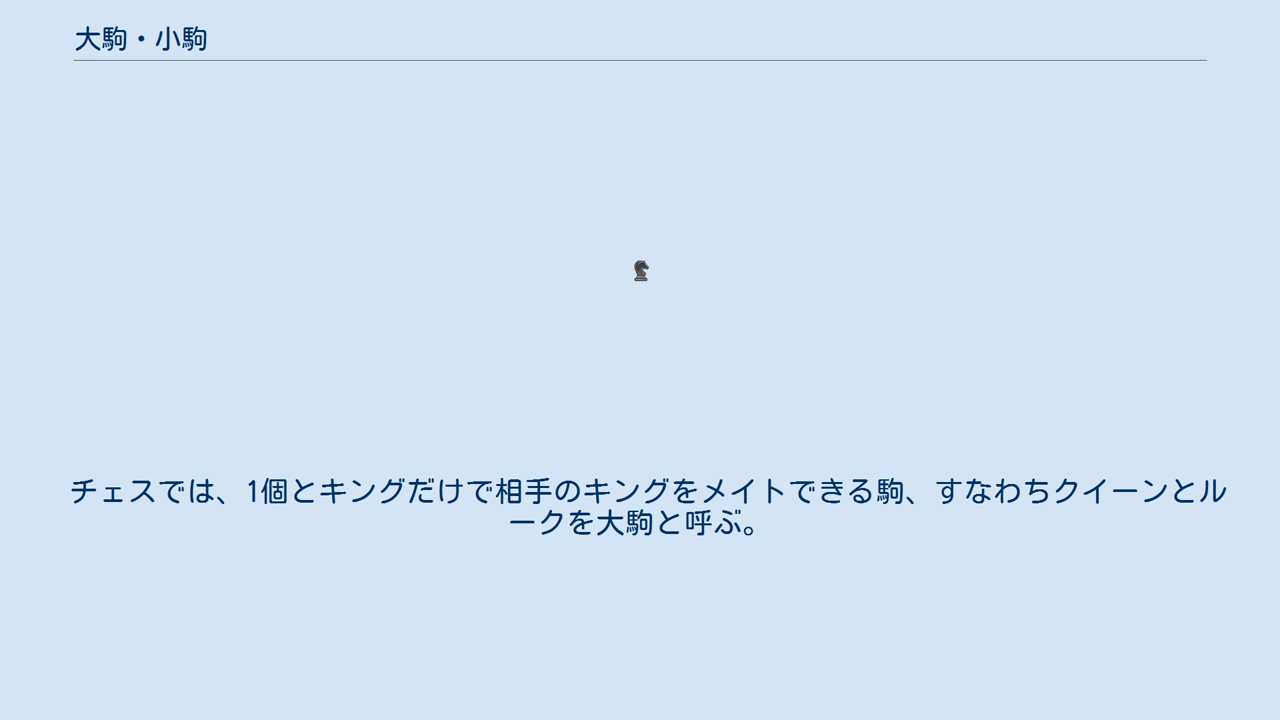 大駒・小駒
チェスでは、1個とキングだけで相手のキングをメイトできる駒、すなわちクイーンとル
ークを大駒と呼ぶ。